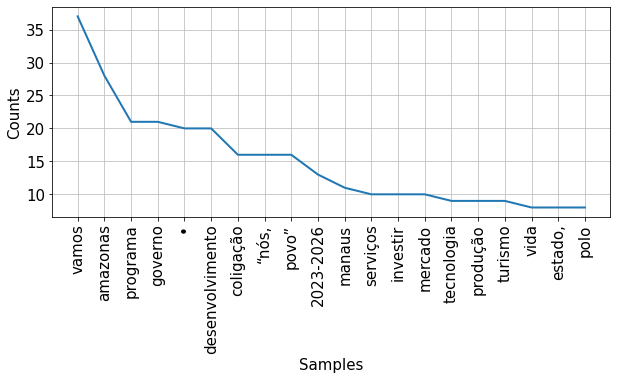 Counts
35
30
25
20
15
10
vamos
amazonas
programa
governo
•
desenvolvimento
coligação
“nós,
povo”
2023-2026
manaus
serviços
investir
mercado
tecnologia
produção
turismo
vida
estado,
polo
Samples